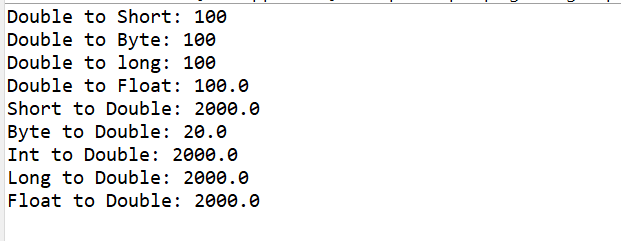 Double to Short: 100
Double to Byte: 100
Double to long: 100
Double to Float: 100.0
Short to Double: 2000.0
Byte to Double: 20.0
Int to Double: 2000.0
Long to Double: 2000.0
Float to Double: 2000.0